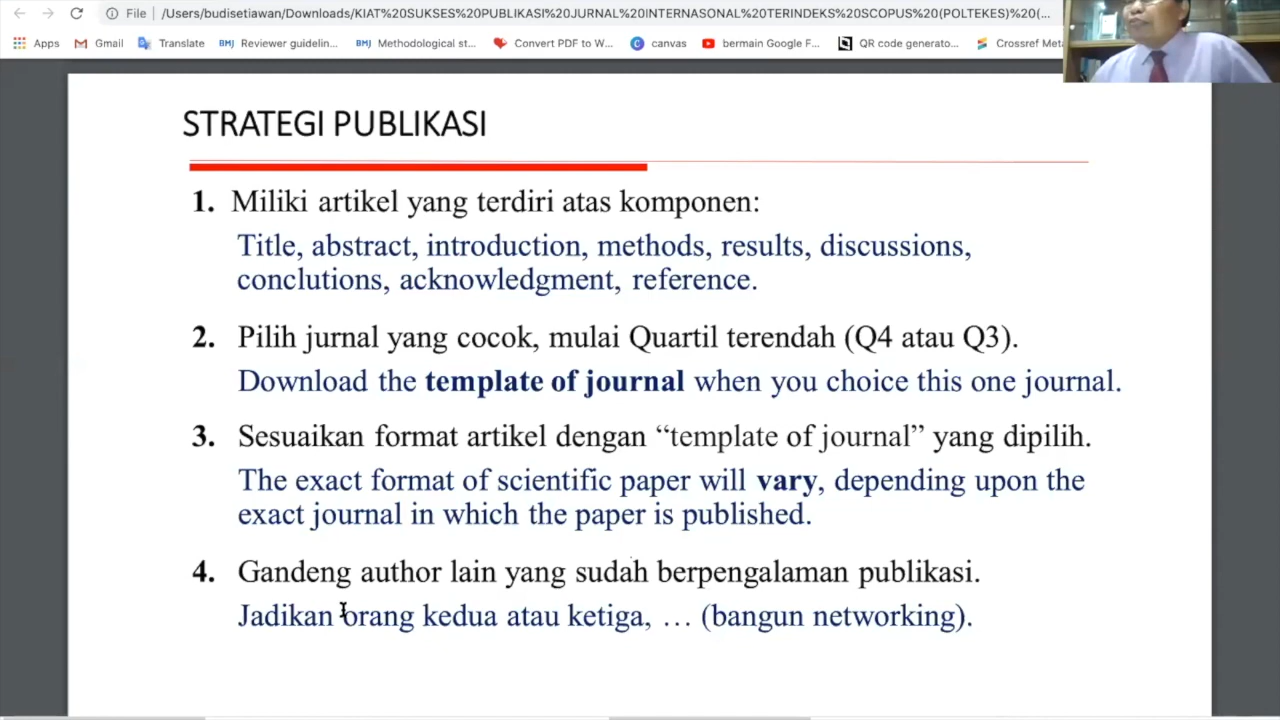 File /Users/budisetiawan/Downloads/KIAT%20SUKSES%20PUBLIKASI%20JURNAL%20INTERNASONAL%20TERINDEKS%20SCOPUS%20(POLTEKES)%20(...
Apps Gmail Translate BMJ Reviewer guidelin... BMJ Methodological st... Convert PDF to W... canvas bermain Google F... QR code generato... Crossref Meta
STRATEGI PUBLIKASI
1. Miliki artikel yang terdiri atas komponen:
Title, abstract, introduction, methods, results, discussions,
conclutions, acknowledgment, reference.
2. Pilih jurnal yang cocok, mulai Quartil terendah (Q4 atau Q3).
Download the template of journal when you choice this one journal.
3. Sesuaikan format artikel dengan “template of journal” yang dipilih.
The exact format of scientific paper will vary, depending upon the
exact journal in which the paper is published.
4. Gandeng author lain yang sudah berpengalaman publikasi.
Jadikan orang kedua atau ketiga, … (bangun networking).